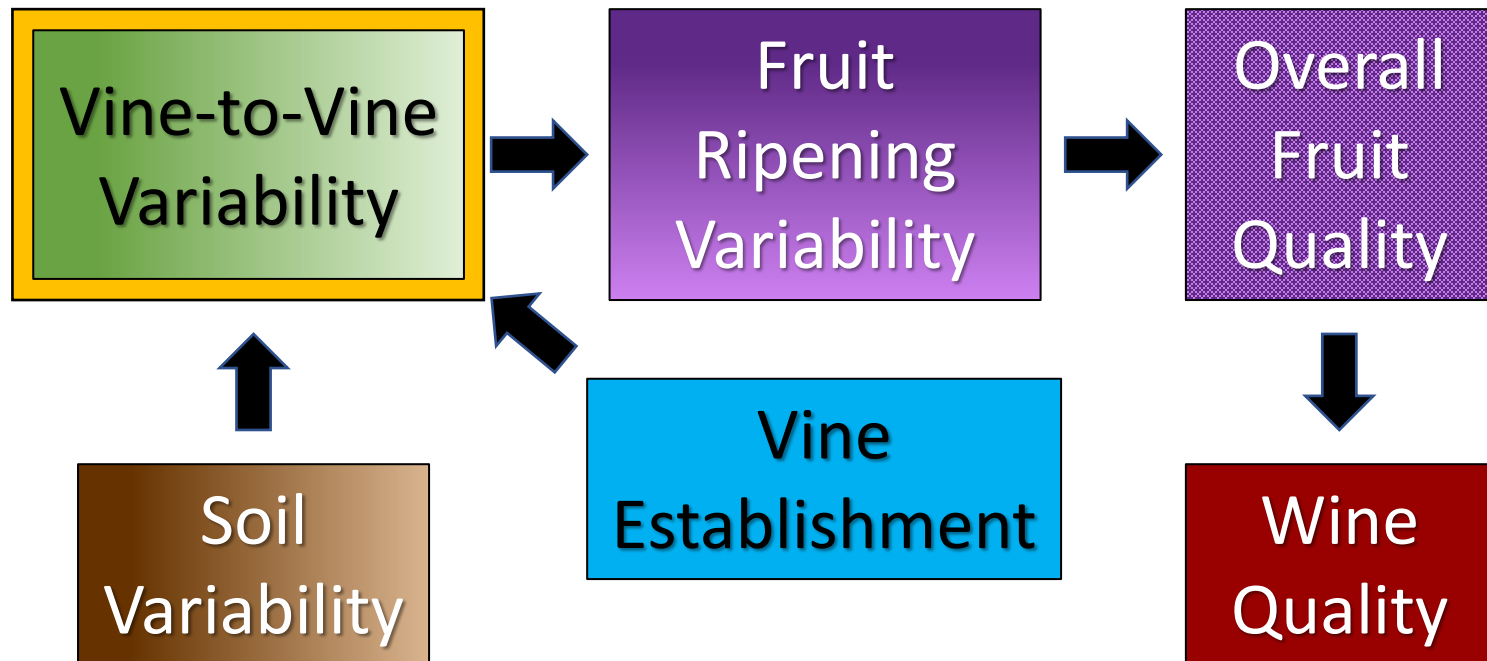 Vine-to-Vine
Variability
Fruit
Ripening
Variability
Overall
Fruit
Quality
Vine
Establishment
Soil
Variability
Wine
Quality